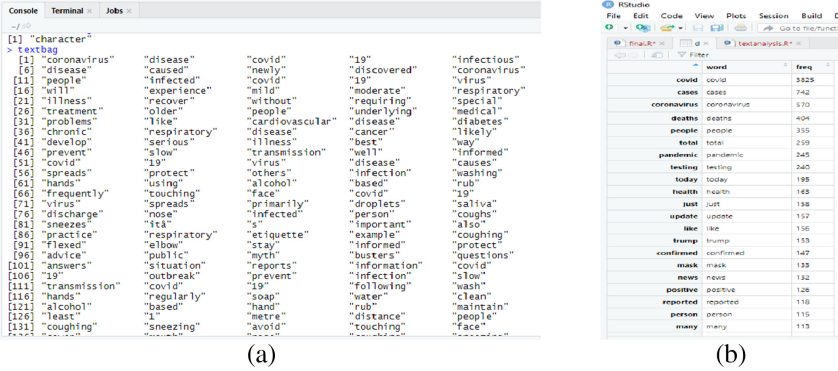 Console Terminal × Jobs ×
~/
[1] "character"
> textbag
[1] "coronavirus" "disease" "covid" "19" "infectious"
[6] "disease" "caused" "newly" "discovered" "coronavirus"
[11] "people" "infected" "covid" "19" "virus"
[16] "will" "experience" "mild" "moderate" "respiratory"
[21] "illness" "recover" "without" "requiring" "special"
[26] "treatment" "older" "people" "underlying" "medical"
[31] "problems" "like" "cardiovascular" "disease" "diabetes"
[36] "chronic" "respiratory" "disease" "cancer" "likely"
[41] "develop" "serious" "illness" "best" "way"
[46] "prevent" "slow" "transmission" "well" "informed"
[51] "covid" "19" "virus" "disease" "causes"
[56] "spreads" "protect" "others" "infection" "washing"
[61] "hands" "using" "alcohol" "based" "rub"
[66] "frequently" "touching" "face" "covid" "19"
[71] "virus" "spreads" "primarily" "droplets" "saliva"
[76] "discharge" "nose" "infected" "person" "coughs"
[81] "sneezes" "itâ" "s" "important" "also"
[86] "practice" "respiratory" "etiquette" "example" "coughing"
[91] "flexed" "elbow" "stay" "informed" "protect"
[96] "advice" "public" "myth" "busters" "questions"
[101] "answers" "situation" "reports" "information" "covid"
[106] "19" "outbreak" "prevent" "infection" "slow"
[111] "transmission" "covid" "19" "following" "wash"
[116] "hands" "regularly" "soap" "water" "clean"
[121] "alcohol" "based" "hand" "rub" "maintain"
[126] "least" "1" "metre" "distance" "people"
[131] "coughing" "sneezing" "avoid" "touching" "face"
(a)
RStudio
File Edit Code View Plots Session Build
Go to file/funct
final.R* × d × textanalysis.R* ×
Filter
word freq
covid covid 3825
cases cases 742
coronavirus coronavirus 570
deaths deaths 404
people people 355
total total 259
pandemic pandemic 245
testing testing 240
today today 195
health health 163
just just 158
update update 157
like like 156
trump trump 153
confirmed confirmed 147
mask mask 135
news news 132
positive positive 126
reported reported 118
person person 115
many many 113
(b)